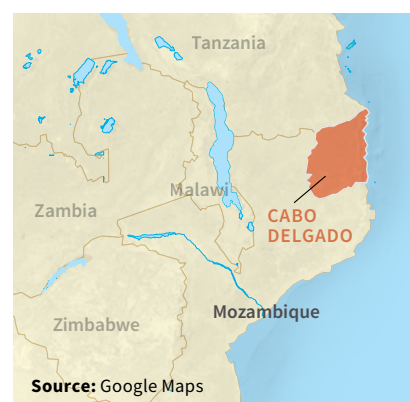 Tanzania
Malawi
Zambia
CABO
DELGADO
Mozambique
Zimbabwe
Source: Google Maps